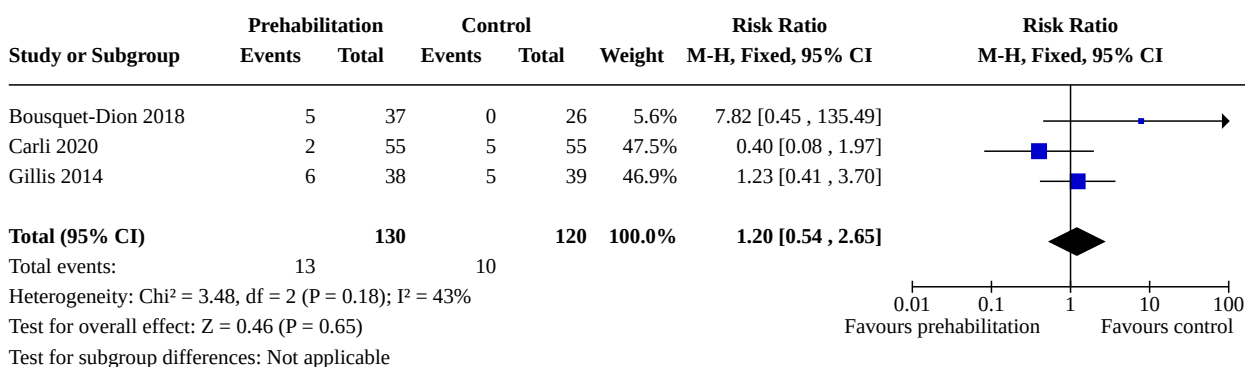 Prehabilitation Control Risk Ratio Risk Ratio
Study or Subgroup Events Total Events Total Weight M-H, Fixed, 95% CI M-H, Fixed, 95% CI
Bousquet-Dion 2018 5 37 0 26 5.6% 7.82 [0.45 , 135.49]
Carli 2020 2 55 5 55 47.5% 0.40 [0.08 , 1.97]
Gillis 2014 6 38 5 39 46.9% 1.23 [0.41 , 3.70]
Total (95% CI) 130 120 100.0% 1.20 [0.54 , 2.65]
Total events: 13 10
Heterogeneity: Chi² = 3.48, df = 2 (P = 0.18); I² = 43%
0.01 0.1 1 10 100
Test for overall effect: Z = 0.46 (P = 0.65) Favours prehabilitation Favours control
Test for subgroup differences: Not applicable